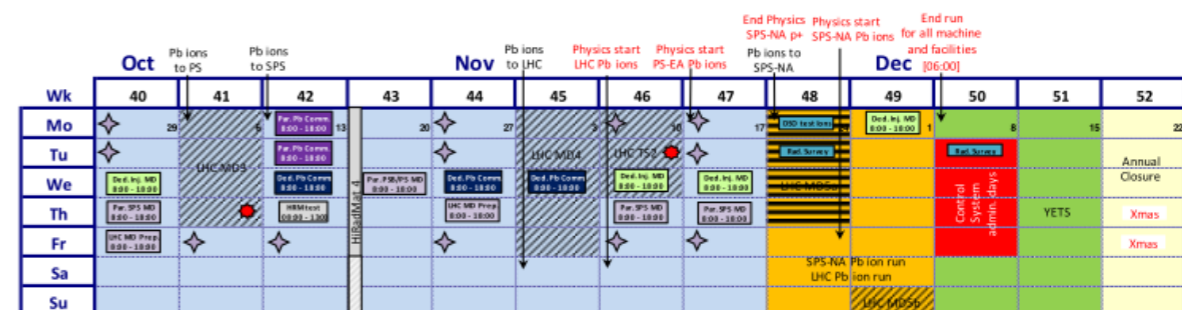 End Physics
SPS-NA p+
Physics start
SPS-NA Pb ions
End run
for all machine
and facilities
[06:00]
Oct
Pb ions
to PS
Pb ions
to SPS
Nov
Pb ions
to LHC
Physics start
LHC Pb ions
Physics start
PS-EA Pb ions
Pb ions to
SPS-NA
Dec
Wk 40 41 42 43 44 45 46 47 48 49 50 51 52
Mo 29 6 Par. Pb Comm. 8:00 - 18:00 13 20 27 3 10 17 DSO test ions Ded. Inj. MD 8:00 - 18:00 1 8 15 22
Tu LHC MD3 Par. Pb Comm. 8:00 - 18:00 LHC MD4 LHC TS2 Rad. Survey Rad. Survey Annual Closure
We Ded. Inj. MD 8:00 - 18:00 Ded. Pb Comm 8:00 - 18:00 Par. PSB/PS MD 8:00 - 18:00 Ded. Pb Comm 8:00 - 18:00 Ded. Pb Comm 8:00 - 18:00 Ded. Inj. MD 8:00 - 18:00 Ded. Inj. MD 8:00 - 18:00
Th Par. SPS MD 8:00 - 18:00 HRM test HiRadMat 4 LHC MD Prep. 8:00 - 18:00 Par. SPS MD 8:00 - 18:00 Par. SPS MD 8:00 - 18:00 Control System admin. days YETS Xmas
Fr LHC MD Prep. 8:00 - 18:00 Xmas
Sa SPS-NA Pb ion run
LHC Pb ion run
Su LHC MD5b